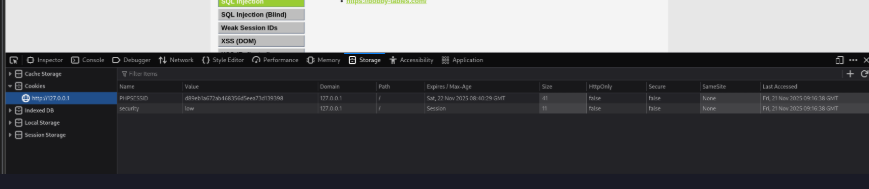 SQL Injection
https://bobby-tables.com/
SQL Injection (Blind)
Weak Session IDs
XSS (DOM)
Inspector Console Debugger Network Style Editor Performance Memory Storage Accessibility Application
Cache Storage Filter Items
Cookies Name Value Domain Path Expires / Max-Age Size HttpOnly Secure SameSite Last Accessed
http://127.0.0.1 PHPSESSID 127.0.0.1 / Sat, 22 Nov 2025 08:40:29 GMT 41 false false None Fri, 21 Nov 2025 09:16:38 GMT
Indexed DB security low 127.0.0.1 / Session 11 false false None Fri, 21 Nov 2025 09:16:38 GMT
Local Storage
Session Storage